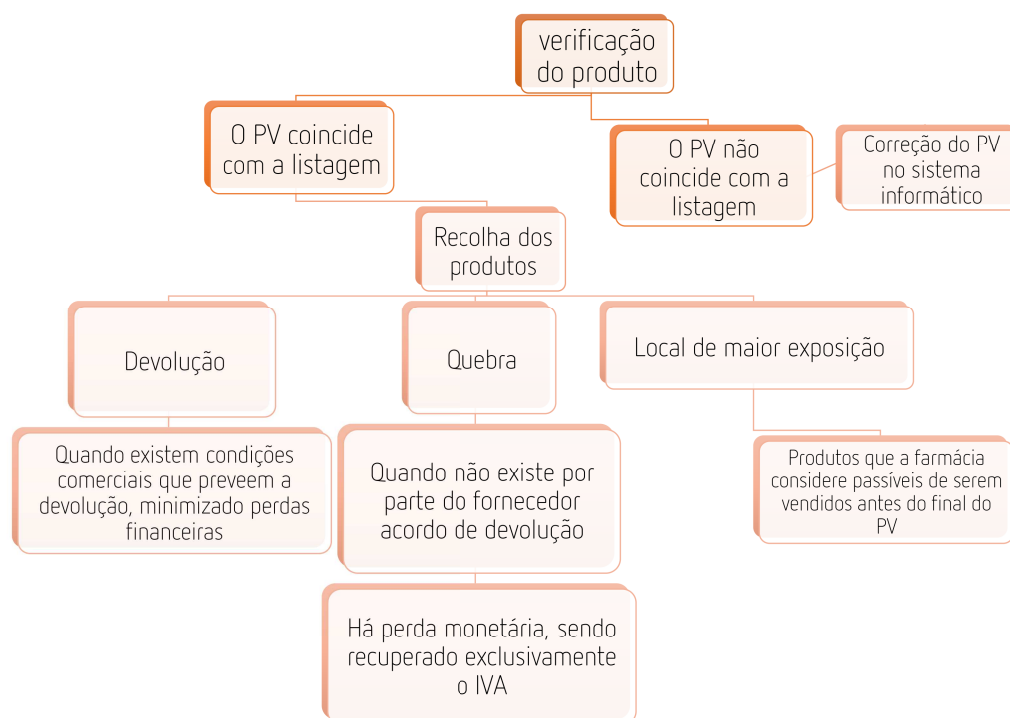 verificação
do produto
O PV coincide
com a listagem
O PV não
coincide com a
listagem
Correção do PV
no sistema
informático
Recolha dos
produtos
Devolução
Quebra
Local de maior exposição
Quando existem condições
comerciais que preveem a
devolução, minimizado perdas
financeiras
Quando não existe por
parte do fornecedor
acordo de devolução
Produtos que a farmácia
considere passíveis de serem
vendidos antes do final do
PV
Há perda monetária, sendo
recuperado exclusivamente
o IVA